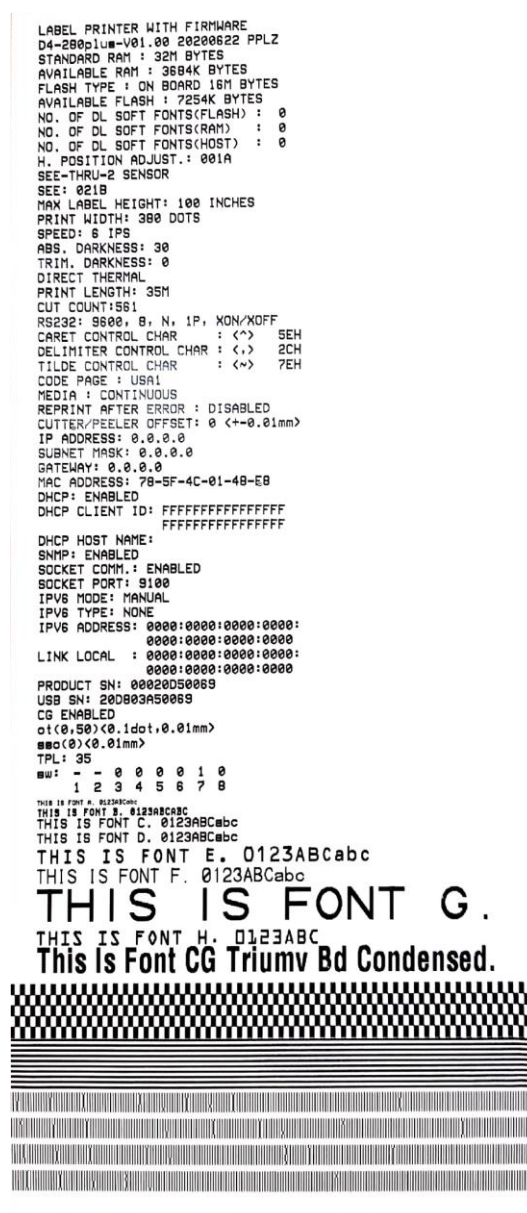 LABEL PRINTER WITH FIRMWARE
D4-280plus-V01.00 20200622 PPLZ
STANDARD RAM : 32M BYTES
AVAILABLE RAM : 3684K BYTES
FLASH TYPE : ON BOARD 16M BYTES
AVAILABLE FLASH : 7254K BYTES
NO. OF DL SOFT FONTS(FLASH) : 0
NO. OF DL SOFT FONTS(RAM) : 0
NO. OF DL SOFT FONTS(HOST) : 0
H. POSITION ADJUST.: 001A
SEE-THRU-2 SENSOR
SEE: 021B
MAX LABEL HEIGHT: 100 INCHES
PRINT WIDTH: 380 DOTS
SPEED: 6 IPS
ABS. DARKNESS: 30
TRIM. DARKNESS: 0
DIRECT THERMAL
PRINT LENGTH: 35M
CUT COUNT:561
RS232: 9600, 8, N, 1P, XON/XOFF
CARET CONTROL CHAR : <^> 5EH
DELIMITER CONTROL CHAR : <,> 2CH
TILDE CONTROL CHAR : <~> 7EH
CODE PAGE : USA1
MEDIA : CONTINUOUS
REPRINT AFTER ERROR : DISABLED
CUTTER/PEELER OFFSET: 0 <+-0.01mm>
IP ADDRESS: 0.0.0.0
SUBNET MASK: 0.0.0.0
GATEWAY: 0.0.0.0
MAC ADDRESS: 78-5F-4C-01-48-EB
DHCP: ENABLED
DHCP CLIENT ID: FFFFFFFFFFFFFFFF
FFFFFFFFFFFFFFFF
DHCP HOST NAME:
SNMP: ENABLED
SOCKET COMM.: ENABLED
SOCKET PORT: 9100
IPV6 MODE: MANUAL
IPV6 TYPE: NONE
IPV6 ADDRESS: 0000:0000:0000:0000:
0000:0000:0000:0000
LINK LOCAL : 0000:0000:0000:0000:
0000:0000:0000:0000
PRODUCT SN: 00020D50069
USB SN: 20D803A50069
CG ENABLED
ot(0,50)<0.1dot,0.01mm>
sso(0)<0.01mm>
TPL: 35
sw: - - 0 0 0 0 1 0
1 2 3 4 5 6 7 8
THIS IS FONT A. 0123ABCabc
THIS IS FONT B. 0123ABCABC
THIS IS FONT C. 0123ABCabc
THIS IS FONT D. 0123ABCabc
THIS IS FONT E. 0123ABCabc
THIS IS FONT F. 0123ABCabc
THIS IS FONT G.
THIS IS FONT H. 0123ABC
This Is Font CG Triumv Bd Condensed.